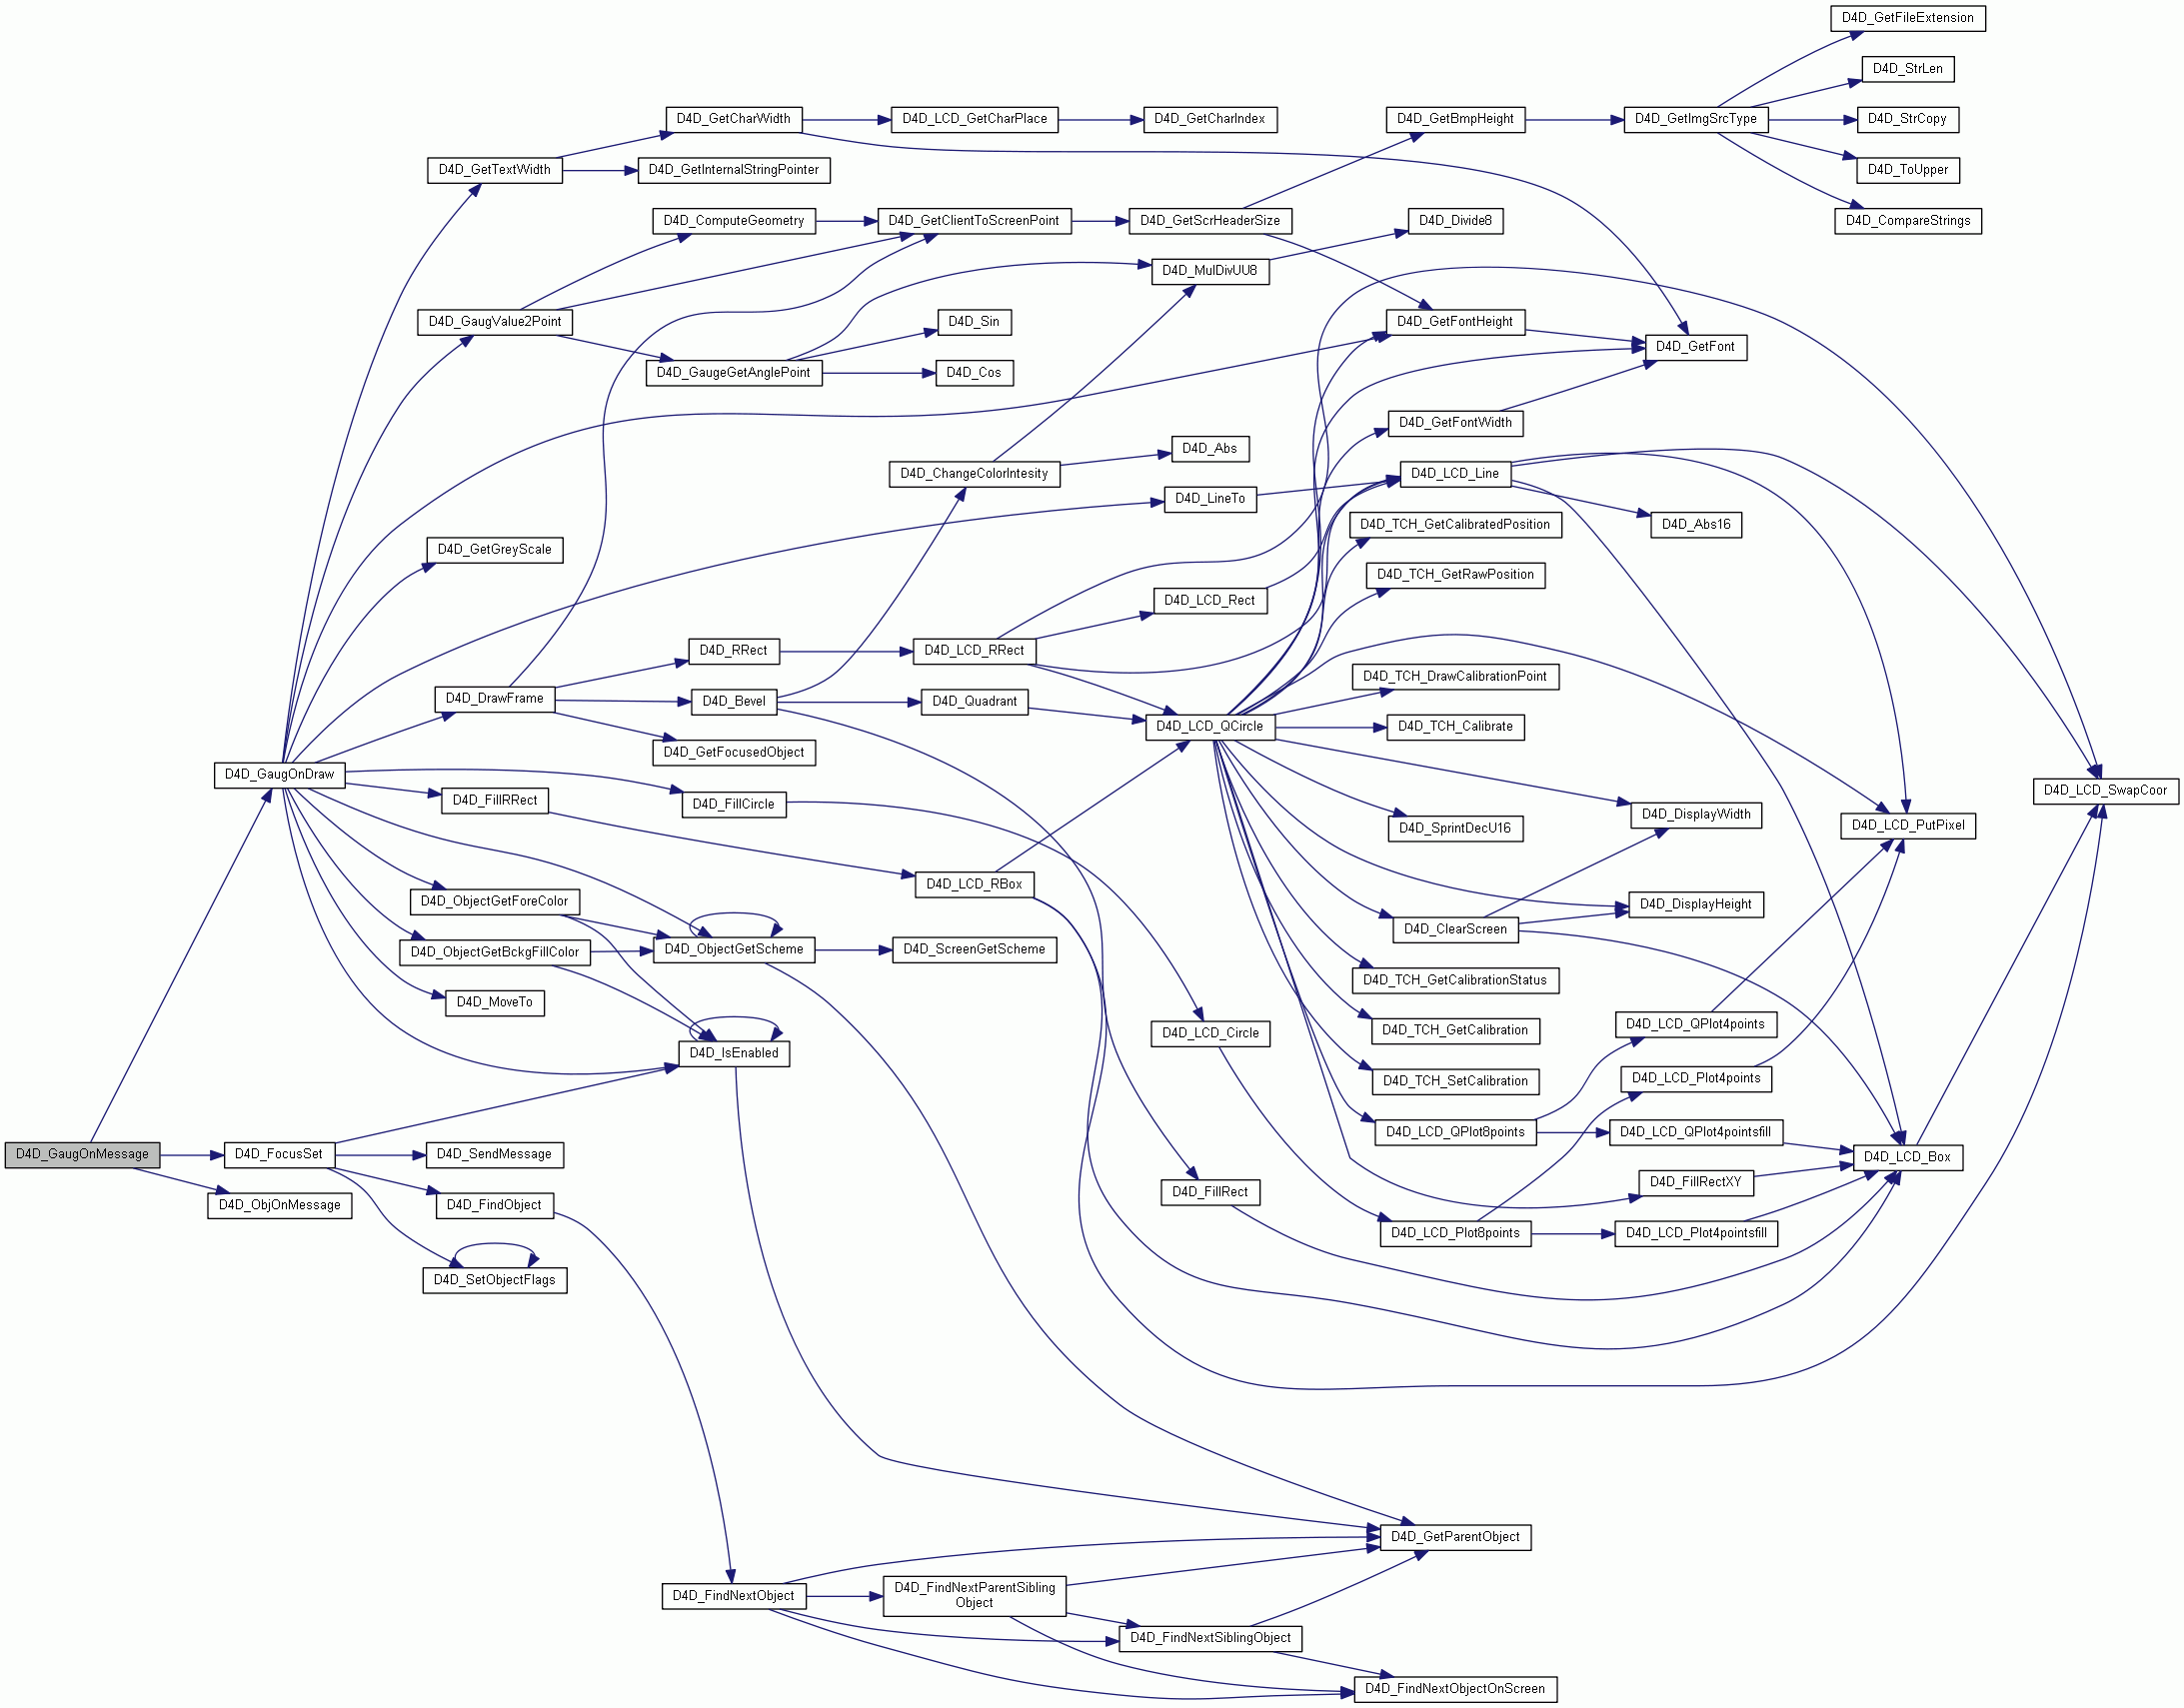 D4D_GetFileExtension
D4D_StrLen
D4D_GetCharWidth
D4D_LCD_GetCharPlace
D4D_GetCharIndex
D4D_GetBmpHeight
D4D_GetImgSrcType
D4D_StrCopy
D4D_GetTextWidth
D4D_GetInternalStringPointer
D4D_ToUpper
D4D_ComputeGeometry
D4D_GetClientToScreenPoint
D4D_GetScrHeaderSize
D4D_Divide8
D4D_CompareStrings
D4D_MulDivUU8
D4D_GaugValue2Point
D4D_Sin
D4D_GetFontHeight
D4D_GetFont
D4D_GaugeGetAnglePoint
D4D_Cos
D4D_GetFontWidth
D4D_Abs
D4D_ChangeColorIntesity
D4D_LCD_Line
D4D_LineTo
D4D_TCH_GetCalibratedPosition
D4D_Abs16
D4D_GetGreyScale
D4D_TCH_GetRawPosition
D4D_LCD_Rect
D4D_RRect
D4D_LCD_RRect
D4D_TCH_DrawCalibrationPoint
D4D_DrawFrame
D4D_Bevel
D4D_Quadrant
D4D_LCD_QCircle
D4D_TCH_Calibrate
D4D_GetFocusedObject
D4D_GaugOnDraw
D4D_LCD_SwapCoor
D4D_FillRRect
D4D_FillCircle
D4D_DisplayWidth
D4D_SprintDecU16
D4D_LCD_PutPixel
D4D_LCD_RBox
D4D_ObjectGetForeColor
D4D_DisplayHeight
D4D_ClearScreen
D4D_ObjectGetBckgFillColor
D4D_ObjectGetScheme
D4D_ScreenGetScheme
D4D_TCH_GetCalibrationStatus
D4D_MoveTo
D4D_LCD_QPlot4points
D4D_LCD_Circle
D4D_TCH_GetCalibration
D4D_IsEnabled
D4D_TCH_SetCalibration
D4D_LCD_Plot4points
D4D_LCD_QPlot8points
D4D_LCD_QPlot4pointsfill
D4D_GaugOnMessage
D4D_FocusSet
D4D_SendMessage
D4D_LCD_Box
D4D_FillRectXY
D4D_FillRect
D4D_ObjOnMessage
D4D_FindObject
D4D_LCD_Plot8points
D4D_LCD_Plot4pointsfill
D4D_SetObjectFlags
D4D_GetParentObject
D4D_FindNextObject
D4D_FindNextParentSibling
Object
D4D_FindNextSiblingObject
D4D_FindNextObjectOnScreen